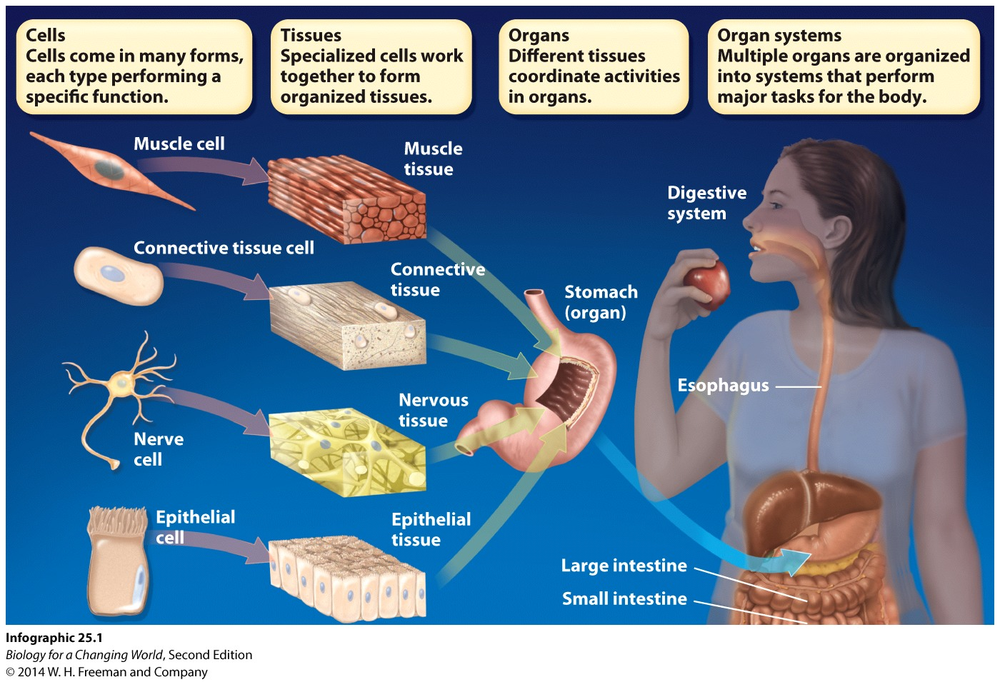 Cells
Cells come in many forms,
each type performing a
specific function.
Tissues
Specialized cells work
together to form
organized tissues.
Organs
Different tissues
coordinate activities
in organs.
Organ systems
Multiple organs are organized
into systems that perform
major tasks for the body.
Muscle cell
Muscle
tissue
Connective tissue cell
Connective
tissue
Nerve
cell
Nervous
tissue
Epithelial
cell
Epithelial
tissue
Stomach
(organ)
Digestive
system
Esophagus
Large intestine
Small intestine
Infographic 25.1
Biology for a Changing World, Second Edition
© 2014 W. H. Freeman and Company